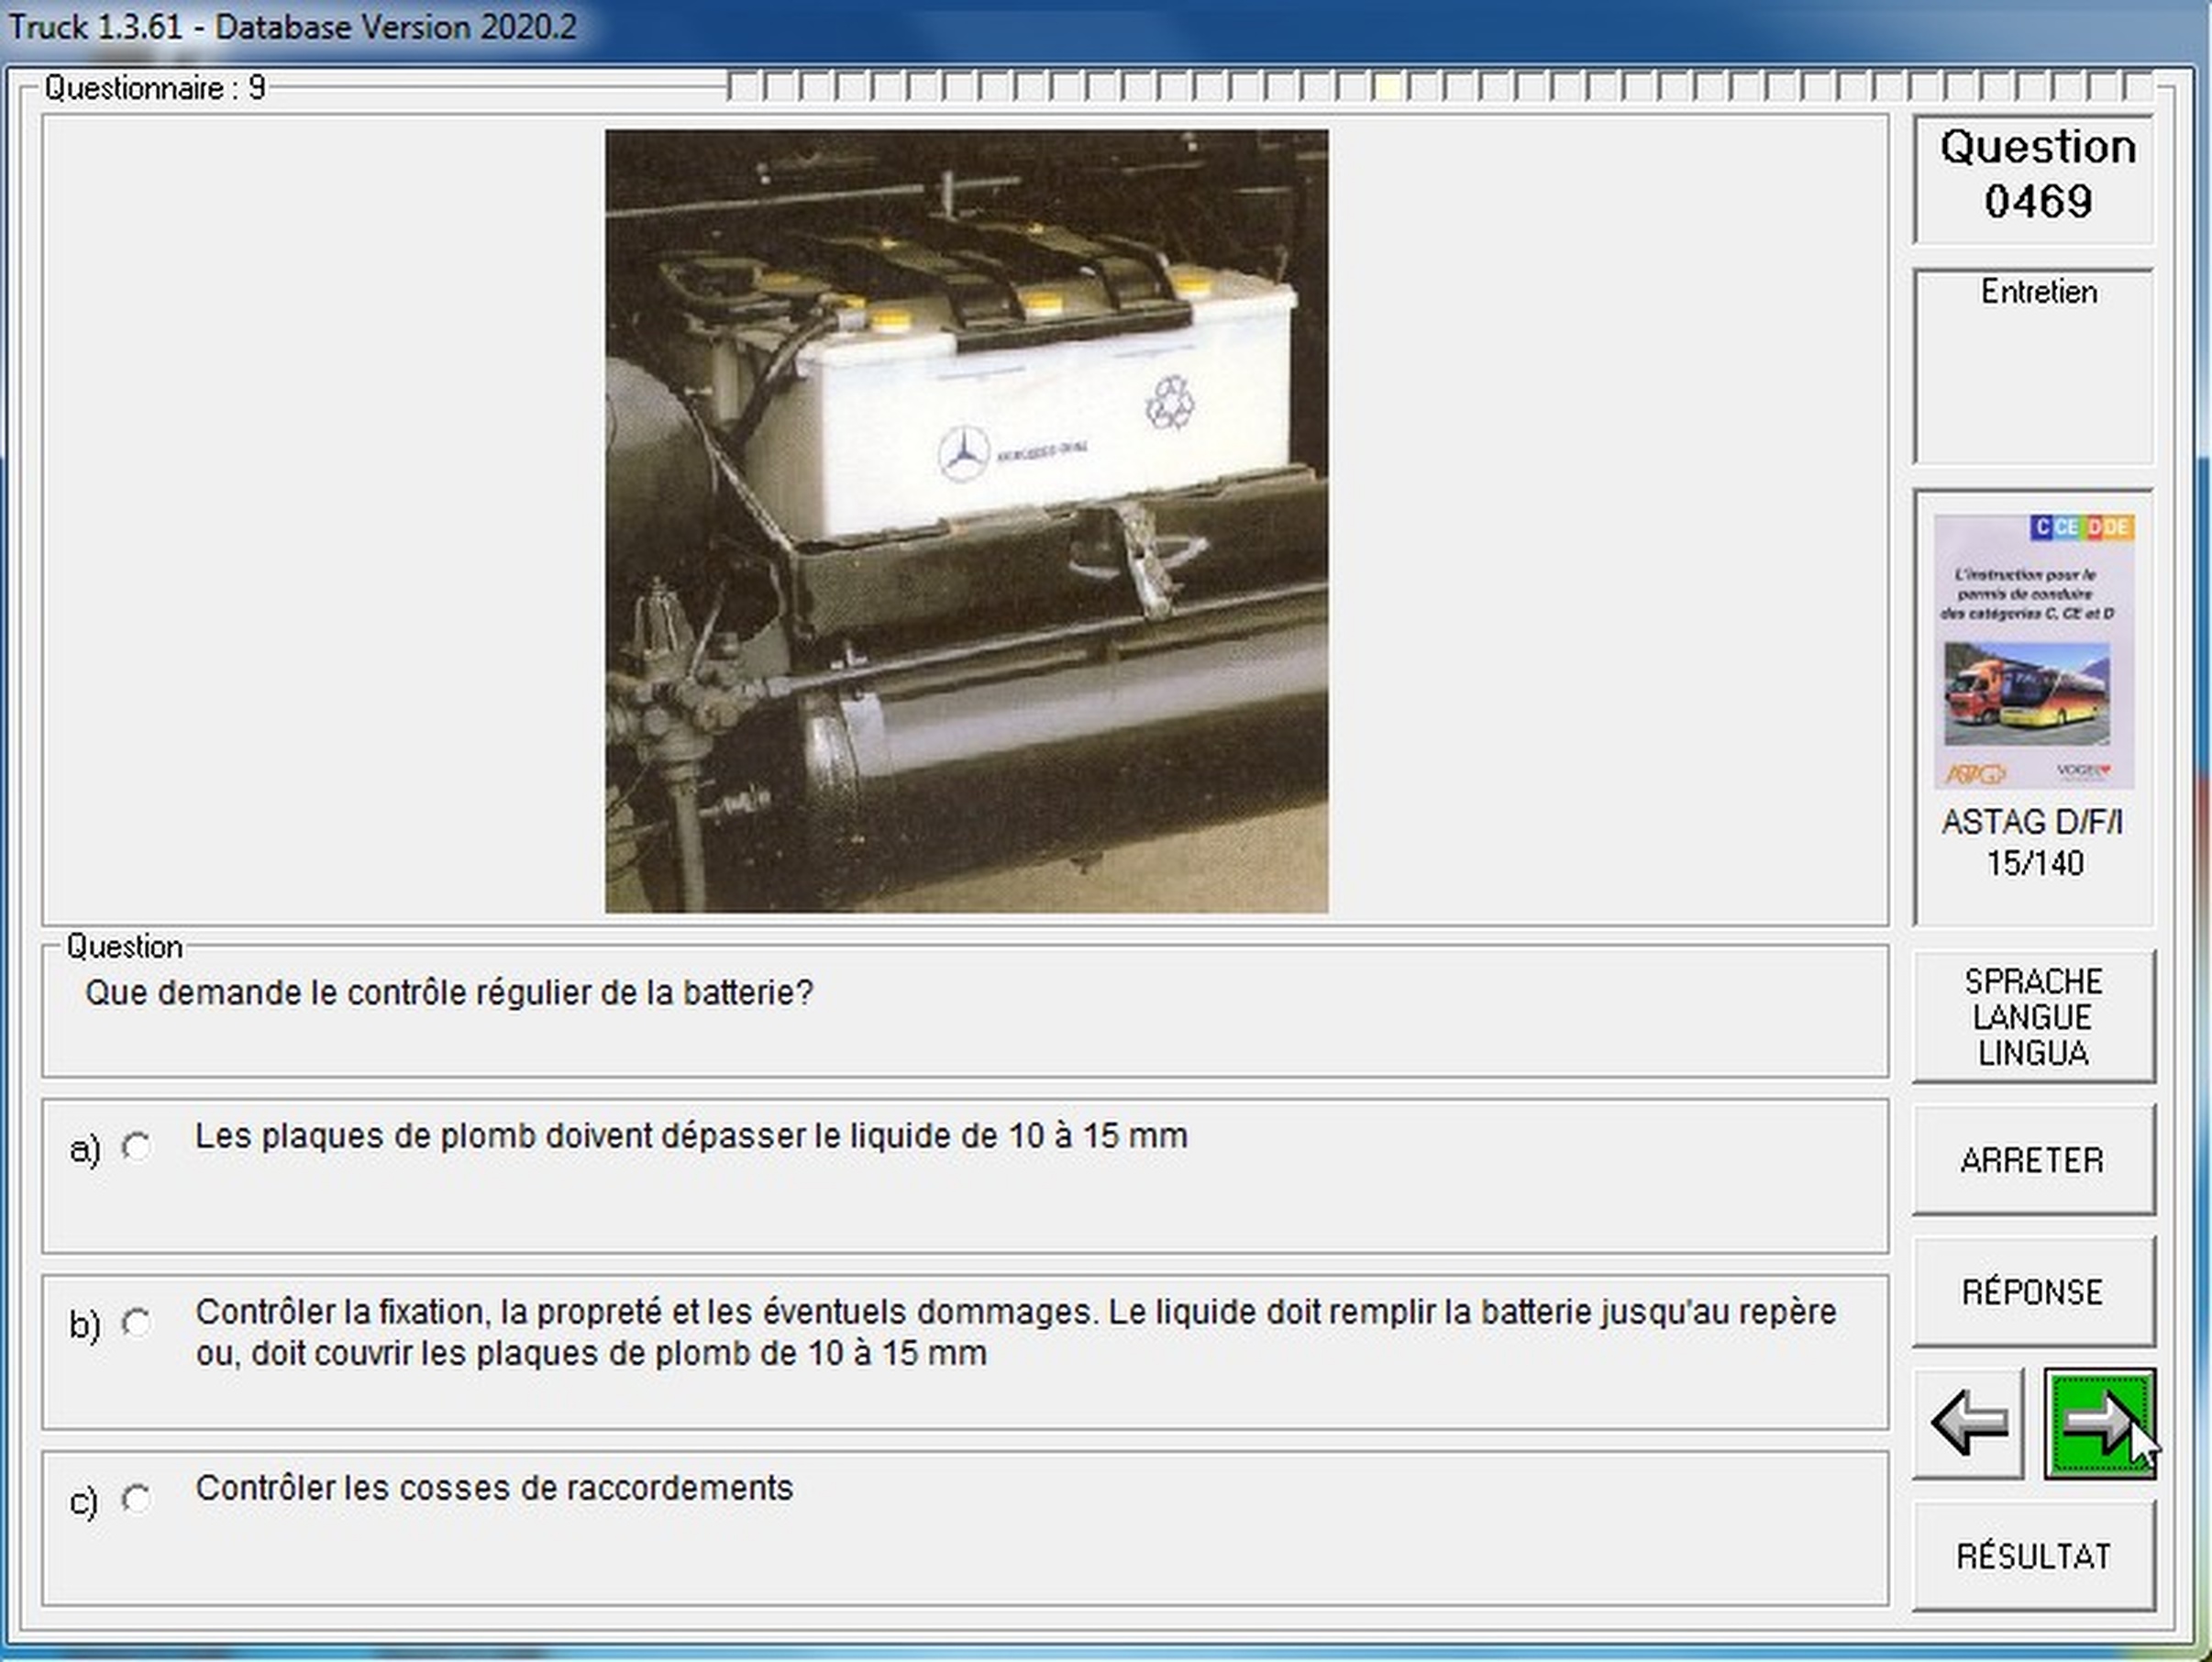 Truck 1.3.61 - Database Version 2020.2
Questionnaire : 9
Question
0469
Entretien
MERCEDES-BENZ
C CE D DE
L'instruction pour le
permis de conduire
des catégories C, CE et D
ASTAG
VOGEL
ASTAG D/F/I
15/140
Question
Que demande le contrôle régulier de la batterie?
a) Les plaques de plomb doivent dépasser le liquide de 10 à 15 mm
b) Contrôler la fixation, la propreté et les éventuels dommages. Le liquide doit remplir la batterie jusqu'au repère
ou, doit couvrir les plaques de plomb de 10 à 15 mm
c) Contrôler les cosses de raccordements
SPRACHE
LANGUE
LINGUA
ARRETER
RÉPONSE
RÉSULTAT